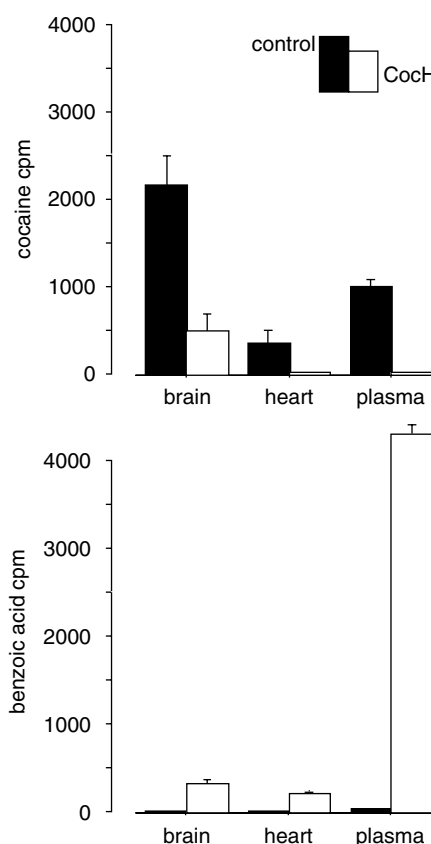 4000
control
CocH
3000
cocaine cpm
2000
1000
0
brain heart plasma
4000
3000
benzoic acid cpm
2000
1000
0
brain heart plasma